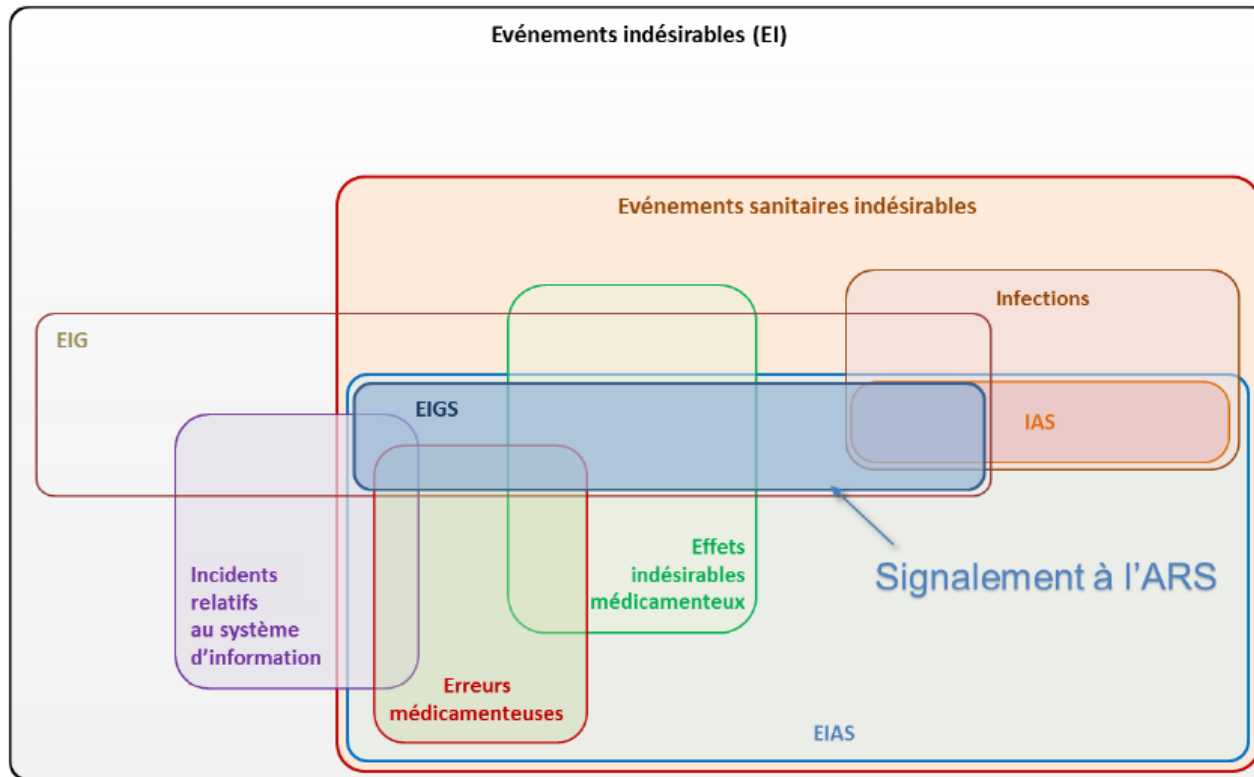 Evénements indésirables (EI)
Evénements sanitaires indésirables
Infections
EIG
EIGS
IAS
Signalement à l’ARS
Effets
indésirables
médicamenteux
Incidents
relatifs
au système
d’information
Erreurs
médicamenteuses
EIAS